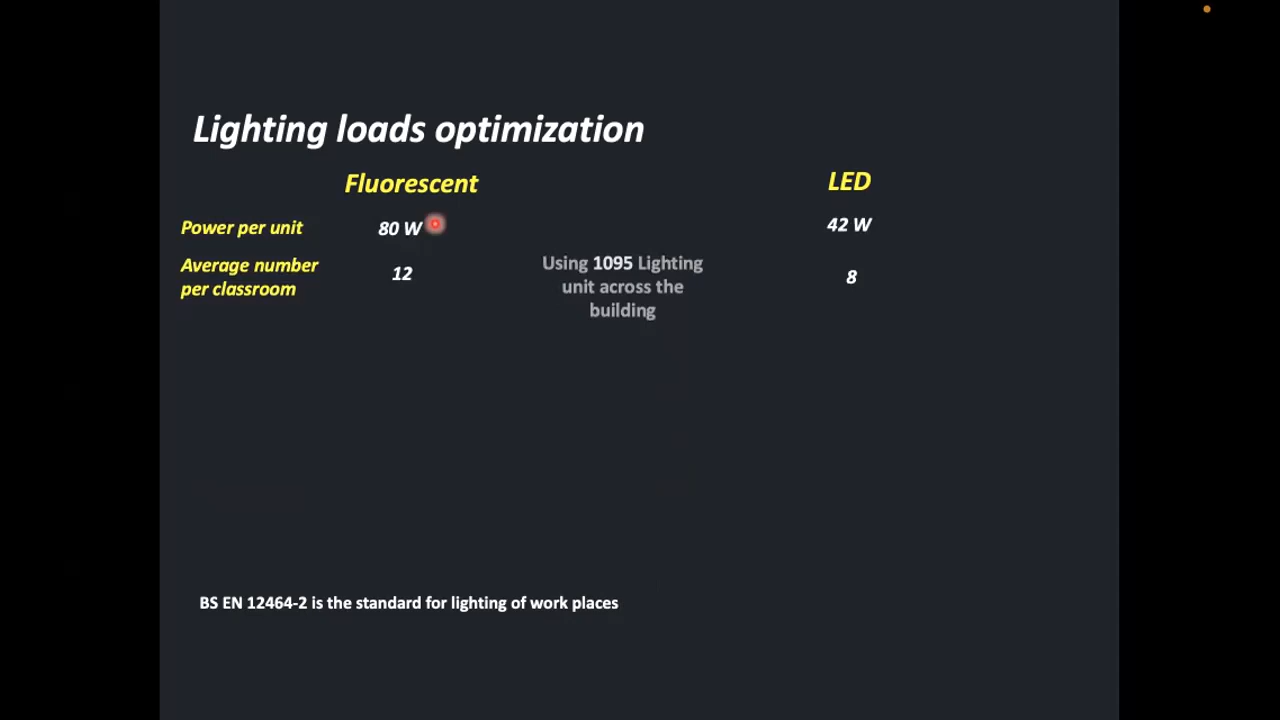 Lighting loads optimization
Fluorescent
LED
Power per unit
80 W
42 W
Average number
per classroom
12
Using 1095 Lighting
unit across the
building
8
BS EN 12464-2 is the standard for lighting of work places